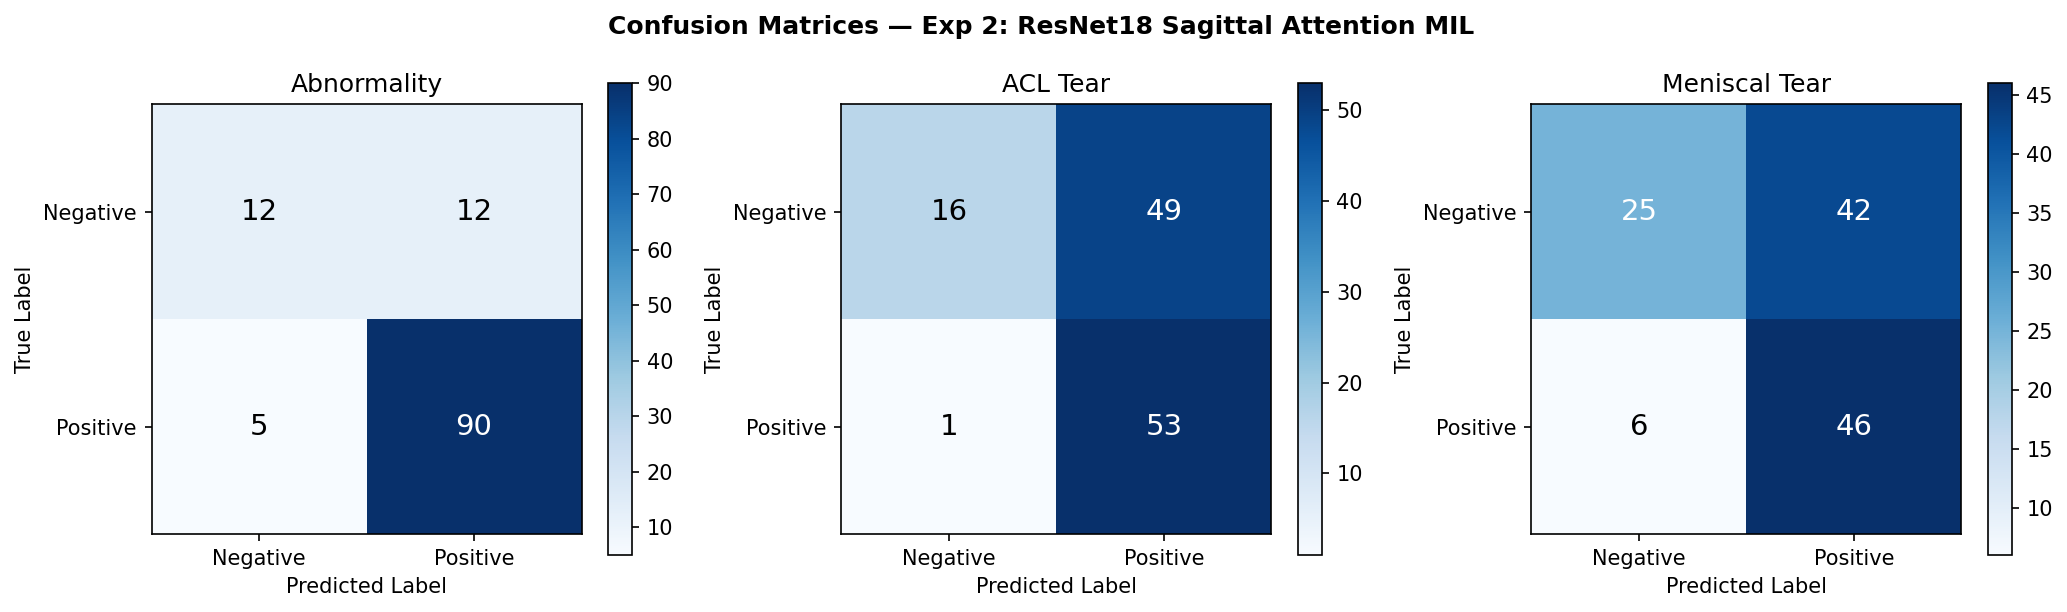 Confusion Matrices — Exp 2: ResNet18 Sagittal Attention MIL
Abnormality
True Label
Negative
Positive
12 12
5 90
Negative Positive
Predicted Label
90
80
70
60
50
40
30
20
10
ACL Tear
True Label
Negative
Positive
16 49
1 53
Negative Positive
Predicted Label
50
40
30
20
10
Meniscal Tear
True Label
Negative
Positive
25 42
6 46
Negative Positive
Predicted Label
45
40
35
30
25
20
15
10